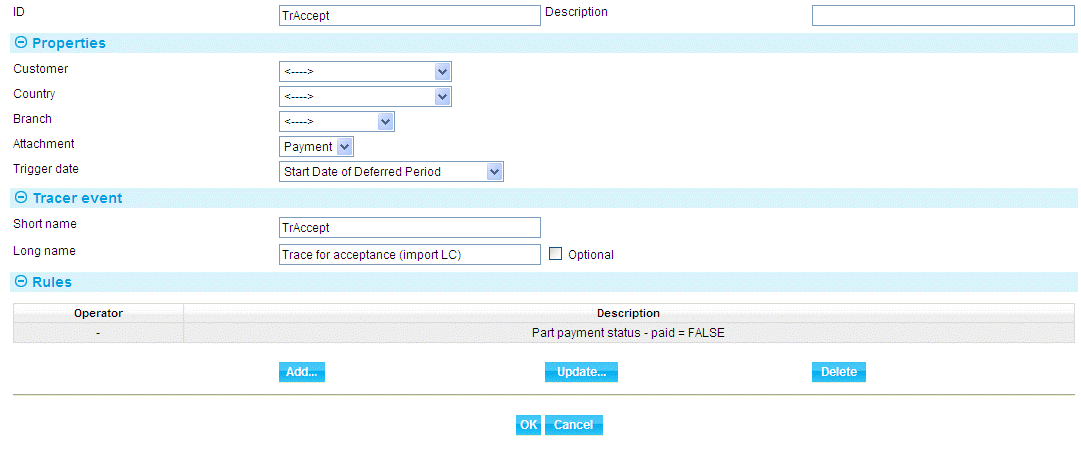 ID TrAccept Description
Properties
Customer <---->
Country <---->
Branch <---->
Attachment Payment
Trigger date Start Date of Deferred Period
Tracer event
Short name TrAccept
Long name Trace for acceptance (import LC) Optional
Rules
Operator Description
- Part payment status - paid = FALSE
Add... Update... Delete
OK Cancel